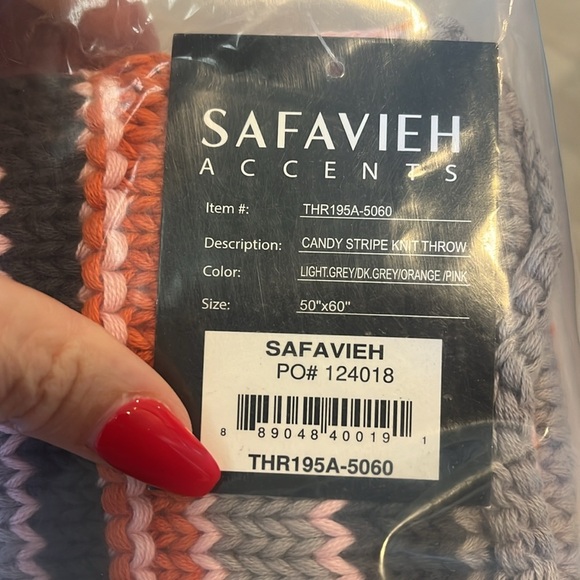 SAFAVIEH
ACCENTS
Item #: THR195A-5060
Description: CANDY STRIPE KNIT THROW
Color: LIGHT.GREY/DK.GREY/ORANGE /PINK
Size: 50"x60"
SAFAVIEH
PO# 124018
8 89048 40019 1
THR195A-5060